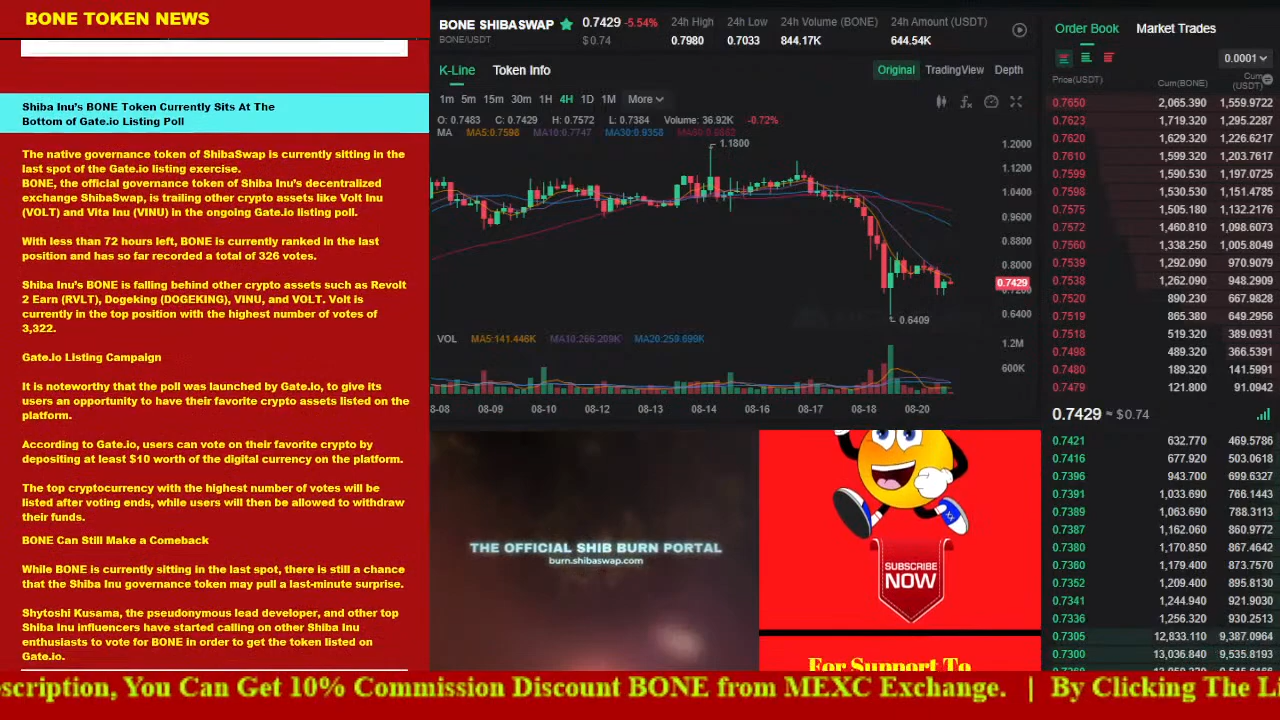 BONE TOKEN NEWS
Shiba Inu's BONE Token Currently Sits At The
Bottom of Gate.io Listing Poll
The native governance token of ShibaSwap is currently sitting in the
last spot of the Gate.io listing exercise.
BONE, the official governance token of Shiba Inu's decentralized
exchange ShibaSwap, is trailing other crypto assets like Volt Inu
(VOLT) and Vita Inu (VINU) in the ongoing Gate.io listing poll.
With less than 72 hours left, BONE is currently ranked in the last
position and has so far recorded a total of 326 votes.
Shiba Inu's BONE is falling behind other crypto assets such as Revolt
2 Earn (RVLT), Dogeking (DOGEKING), VINU, and VOLT. Volt is
currently in the top position with the highest number of votes of
3,322.
Gate.io Listing Campaign
It is noteworthy that the poll was launched by Gate.io, to give its
users an opportunity to have their favorite crypto assets listed on the
platform.
According to Gate.io, users can vote on their favorite crypto by
depositing at least $10 worth of the digital currency on the platform.
The top cryptocurrency with the highest number of votes will be
listed after voting ends, while users will then be allowed to withdraw
their funds.
BONE Can Still Make a Comeback
While BONE is currently sitting in the last spot, there is still a chance
that the Shiba Inu governance token may pull a last-minute surprise.
Shytoshi Kusama, the pseudonymous lead developer, and other top
Shiba Inu influencers have started calling on other Shiba Inu
enthusiasts to vote for BONE in order to get the token listed on
Gate.io.
BONE SHIBASWAP 0.7429 -5.54% 24h High 24h Low 24h Volume (BONE) 24h Amount (USDT)
BONE/USDT $ 0.74 0.7980 0.7033 844.17K 644.54K
K-Line Token Info Original TradingView Depth
1m 5m 15m 30m 1H 4H 1D 1M More
O: 0.7483 C: 0.7429 H: 0.7572 L: 0.7384 Volume: 36.92K -0.72%
MA MA5:0.7598 MA10:0.7747 MA30:0.9358
1.1800
1.2000
1.1200
1.0400
0.9600
0.8800
0.8000
0.7429
0.6400
0.6409
VOL MA5:141.446K MA10:266.209K MA20:259.699K
1.2M
600K
8-08 08-09 08-10 08-12 08-13 08-14 08-16 08-17 08-18 08-20
THE OFFICIAL SHIB BURN PORTAL
burn.shibaswap.com
SUBSCRIBE
NOW
For Support To
Order Book Market Trades
0.0001
Price(USDT) Cum(BONE) Cum (USDT)
0.7650 2,065.390 1,559.9722
0.7623 1,719.320 1,295.2287
0.7620 1,629.320 1,226.6217
0.7610 1,599.320 1,203.7617
0.7599 1,590.530 1,197.0725
0.7598 1,530.530 1,151.4785
0.7575 1,505.180 1,132.2176
0.7572 1,460.810 1,098.6073
0.7560 1,338.250 1,005.8049
0.7539 1,292.090 970.9079
0.7538 1,262.090 948.2909
0.7520 890.230 667.9828
0.7519 865.380 649.2956
0.7518 519.320 389.0931
0.7498 489.320 366.5391
0.7480 189.320 141.5991
0.7479 121.800 91.0942
0.7429 ≈ $ 0.74
0.7421 632.770 469.5786
0.7416 677.920 503.0618
0.7396 943.700 699.6327
0.7391 1,033.690 766.1443
0.7389 1,063.690 788.3113
0.7387 1,162.060 860.9772
0.7380 1,170.850 867.4642
0.7360 1,179.400 873.7570
0.7352 1,209.400 895.8130
0.7341 1,244.940 921.9030
0.7336 1,256.320 930.2513
0.7305 12,833.110 9,387.0964
0.7300 13,036.840 9,535.8193
scription, You Can Get 10% Commission Discount BONE from MEXC Exchange. | By Clicking The Li